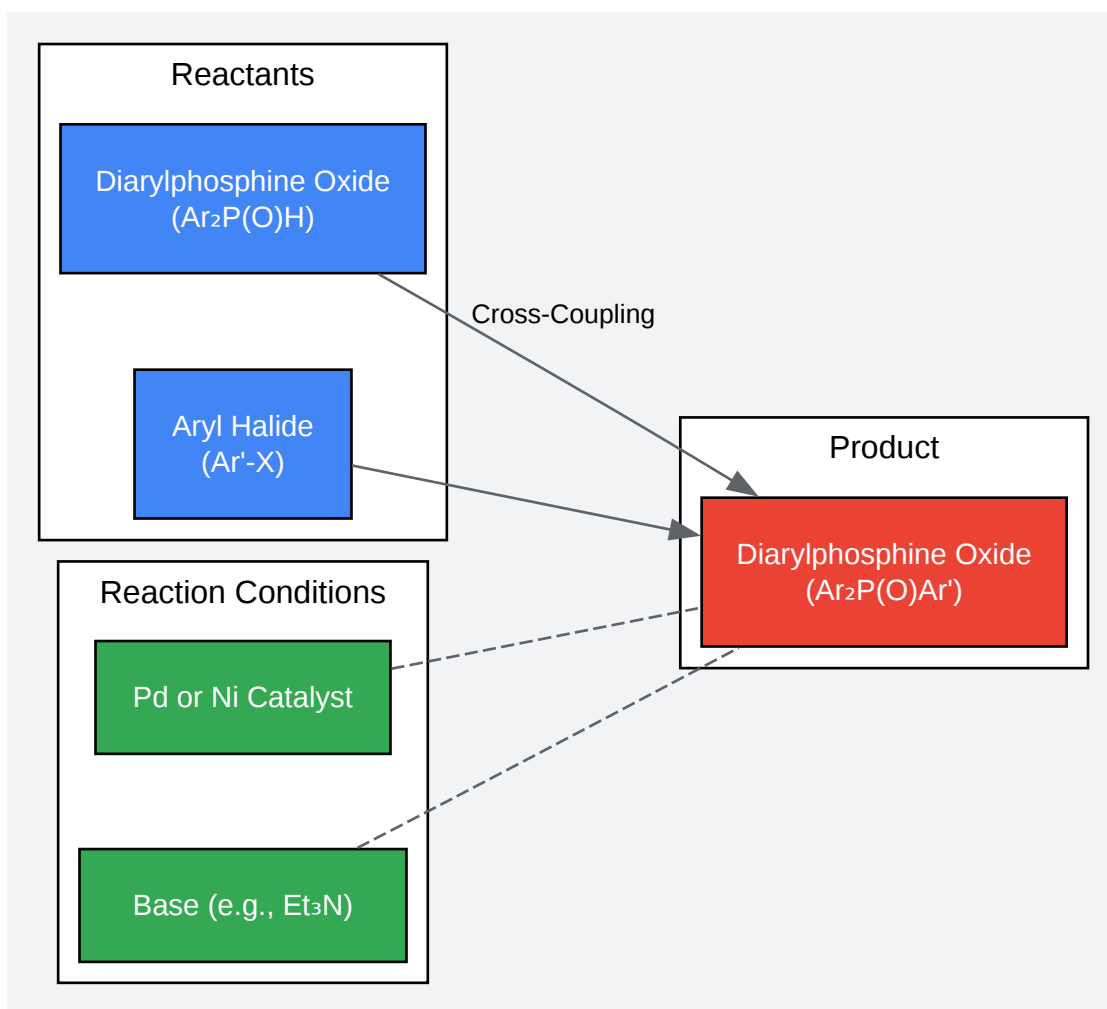 Reactants
Diarylphosphine Oxide
(Ar₂P(O)H)
Cross-Coupling
Aryl Halide
(Ar'-X)
Product
Diarylphosphine Oxide
(Ar₂P(O)Ar')
Reaction Conditions
Pd or Ni Catalyst
Base (e.g., Et₃N)